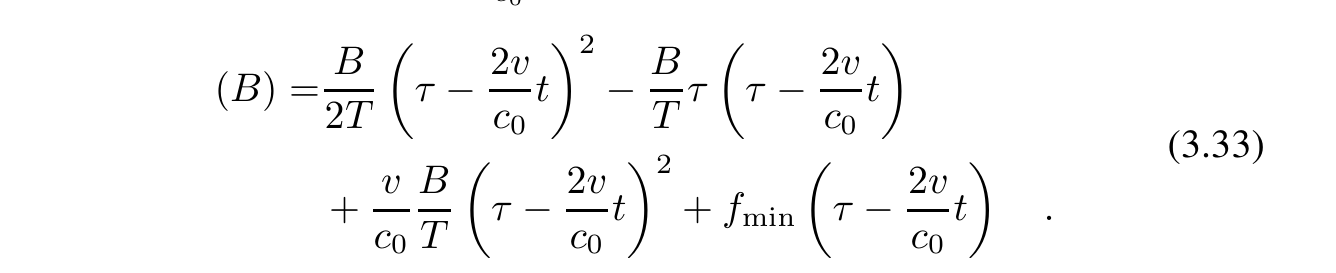 c₀
(B) = \frac{B}{2T} \left( \tau - \frac{2v}{c_0} t \right)^2 - \frac{B}{T} \tau \left( \tau - \frac{2v}{c_0} t \right)
+ \frac{v}{c_0} \frac{B}{T} \left( \tau - \frac{2v}{c_0} t \right)^2 + f_{\min} \left( \tau - \frac{2v}{c_0} t \right) .
(3.33)